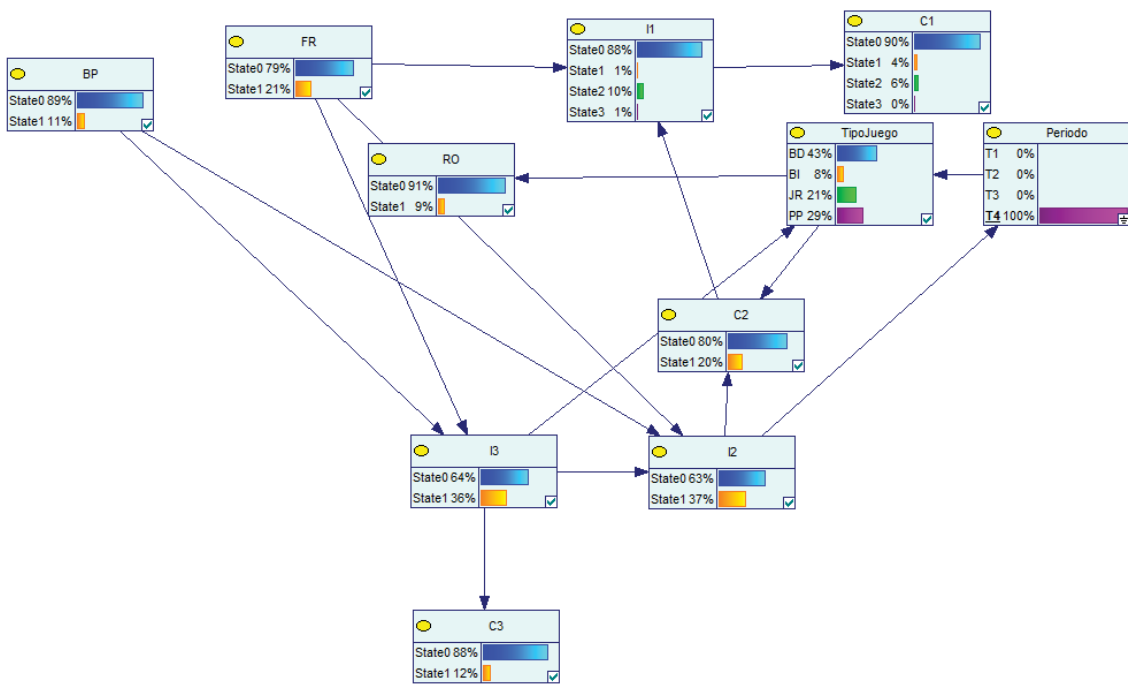 BP
State0 89%
State1 11%
FR
State0 79%
State1 21%
I1
State0 88%
State1 1%
State2 10%
State3 1%
C1
State0 90%
State1 4%
State2 6%
State3 0%
RO
State0 91%
State1 9%
TipoJuego
BD 43%
BI 8%
JR 21%
PP 29%
Periodo
T1 0%
T2 0%
T3 0%
T4 100%
C2
State0 80%
State1 20%
I3
State0 64%
State1 36%
I2
State0 63%
State1 37%
C3
State0 88%
State1 12%